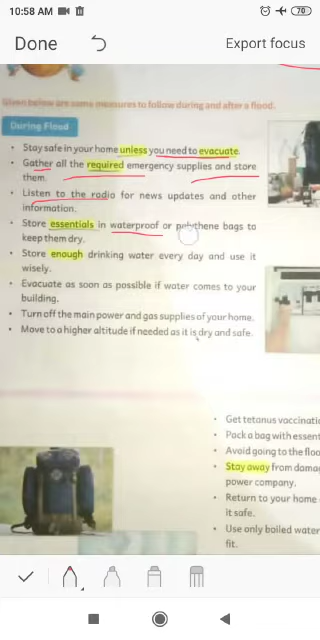 10:58 AM
70
Done
Export focus
Given below are some measures to follow during and after a flood.
During Flood
• Stay safe in your home unless you need to evacuate.
• Gather all the required emergency supplies and store
them.
• Listen to the radio for news updates and other
information.
• Store essentials in waterproof or polythene bags to
keep them dry.
• Store enough drinking water every day and use it
wisely.
• Evacuate as soon as possible if water comes to your
building.
• Turn off the main power and gas supplies of your home.
• Move to a higher altitude if needed as it is dry and safe.
• Get tetanus
• Pack a bag with
• Avoid going to the
• Stay away from
power company.
• Return to your home
it safe.
• Use only boiled water
fit.